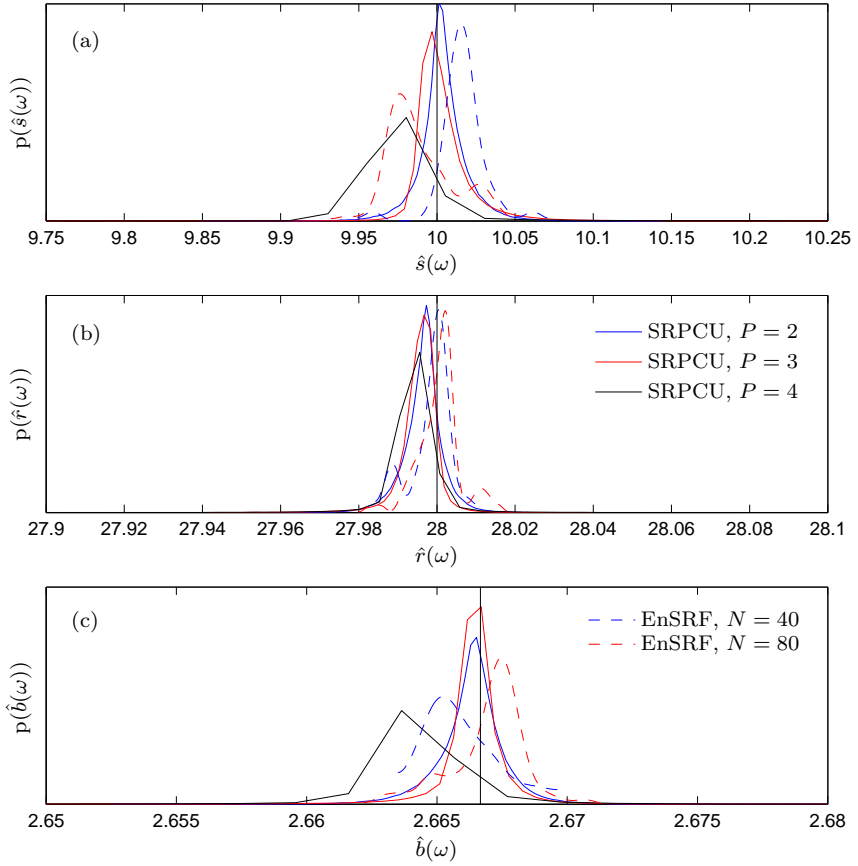 (a)
p(ŝ(ω))
9.75 9.8 9.85 9.9 9.95 10 10.05 10.1 10.15 10.2 10.25
ŝ(ω)
(b)
SRPCU, P = 2
SRPCU, P = 3
SRPCU, P = 4
p(r̂(ω))
27.9 27.92 27.94 27.96 27.98 28 28.02 28.04 28.06 28.08 28.1
r̂(ω)
(c)
EnSRF, N = 40
EnSRF, N = 80
p(b̂(ω))
2.65 2.655 2.66 2.665 2.67 2.675 2.68
b̂(ω)